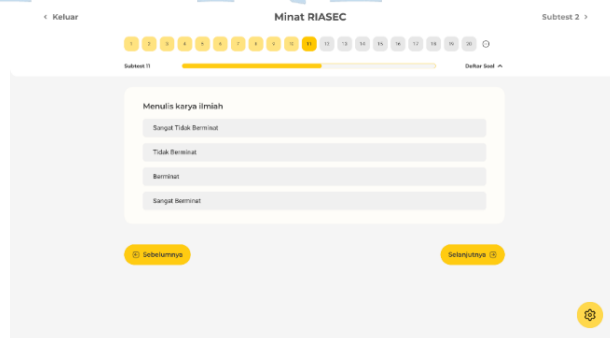 Keluar
Minat RIASEC
Subtest 2
1 2 3 4 5 6 7 8 9 10 11 12 13 14 15 16 17 18 19 20
Subtest 11
Daftar Soal
Menulis karya ilmiah
Sangat Tidak Berminat
Tidak Berminat
Berminat
Sangat Berminat
Sebelumnya
Selanjutnya